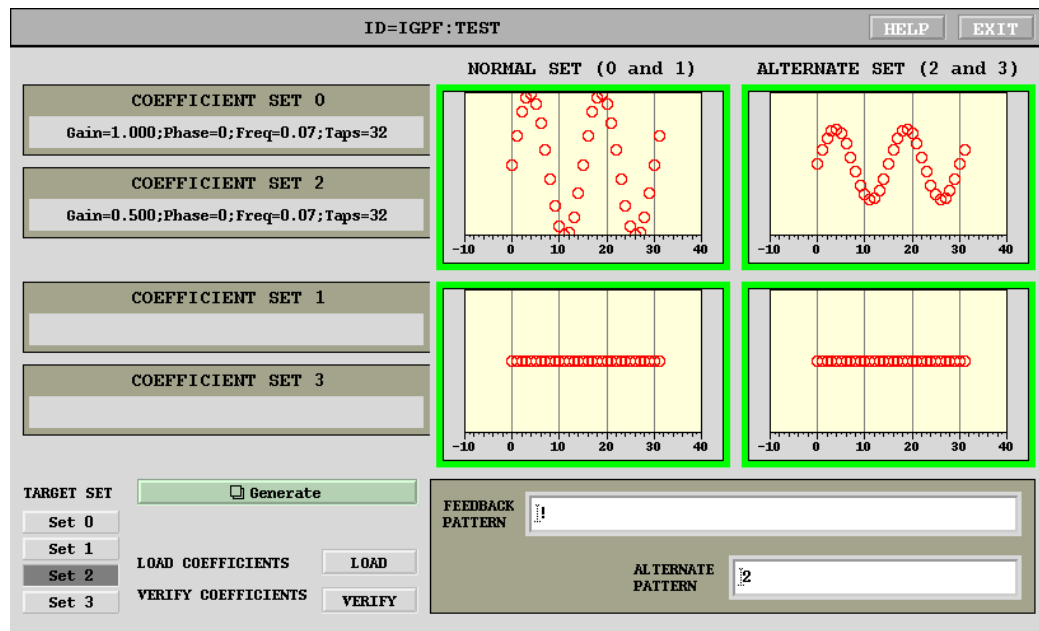 ID=IGPF:TEST
HELP
EXIT
NORMAL SET (0 and 1)
ALTERNATE SET (2 and 3)
COEFFICIENT SET 0
Gain=1.000;Phase=0;Freq=0.07;Taps=32
COEFFICIENT SET 2
Gain=0.500;Phase=0;Freq=0.07;Taps=32
-10 0 10 20 30 40
-10 0 10 20 30 40
COEFFICIENT SET 1
COEFFICIENT SET 3
-10 0 10 20 30 40
-10 0 10 20 30 40
TARGET SET
Set 0
Set 1
Set 2
Set 3
Generate
LOAD COEFFICIENTS
LOAD
VERIFY COEFFICIENTS
VERIFY
FEEDBACK
PATTERN
!
ALTERNATE
PATTERN
2